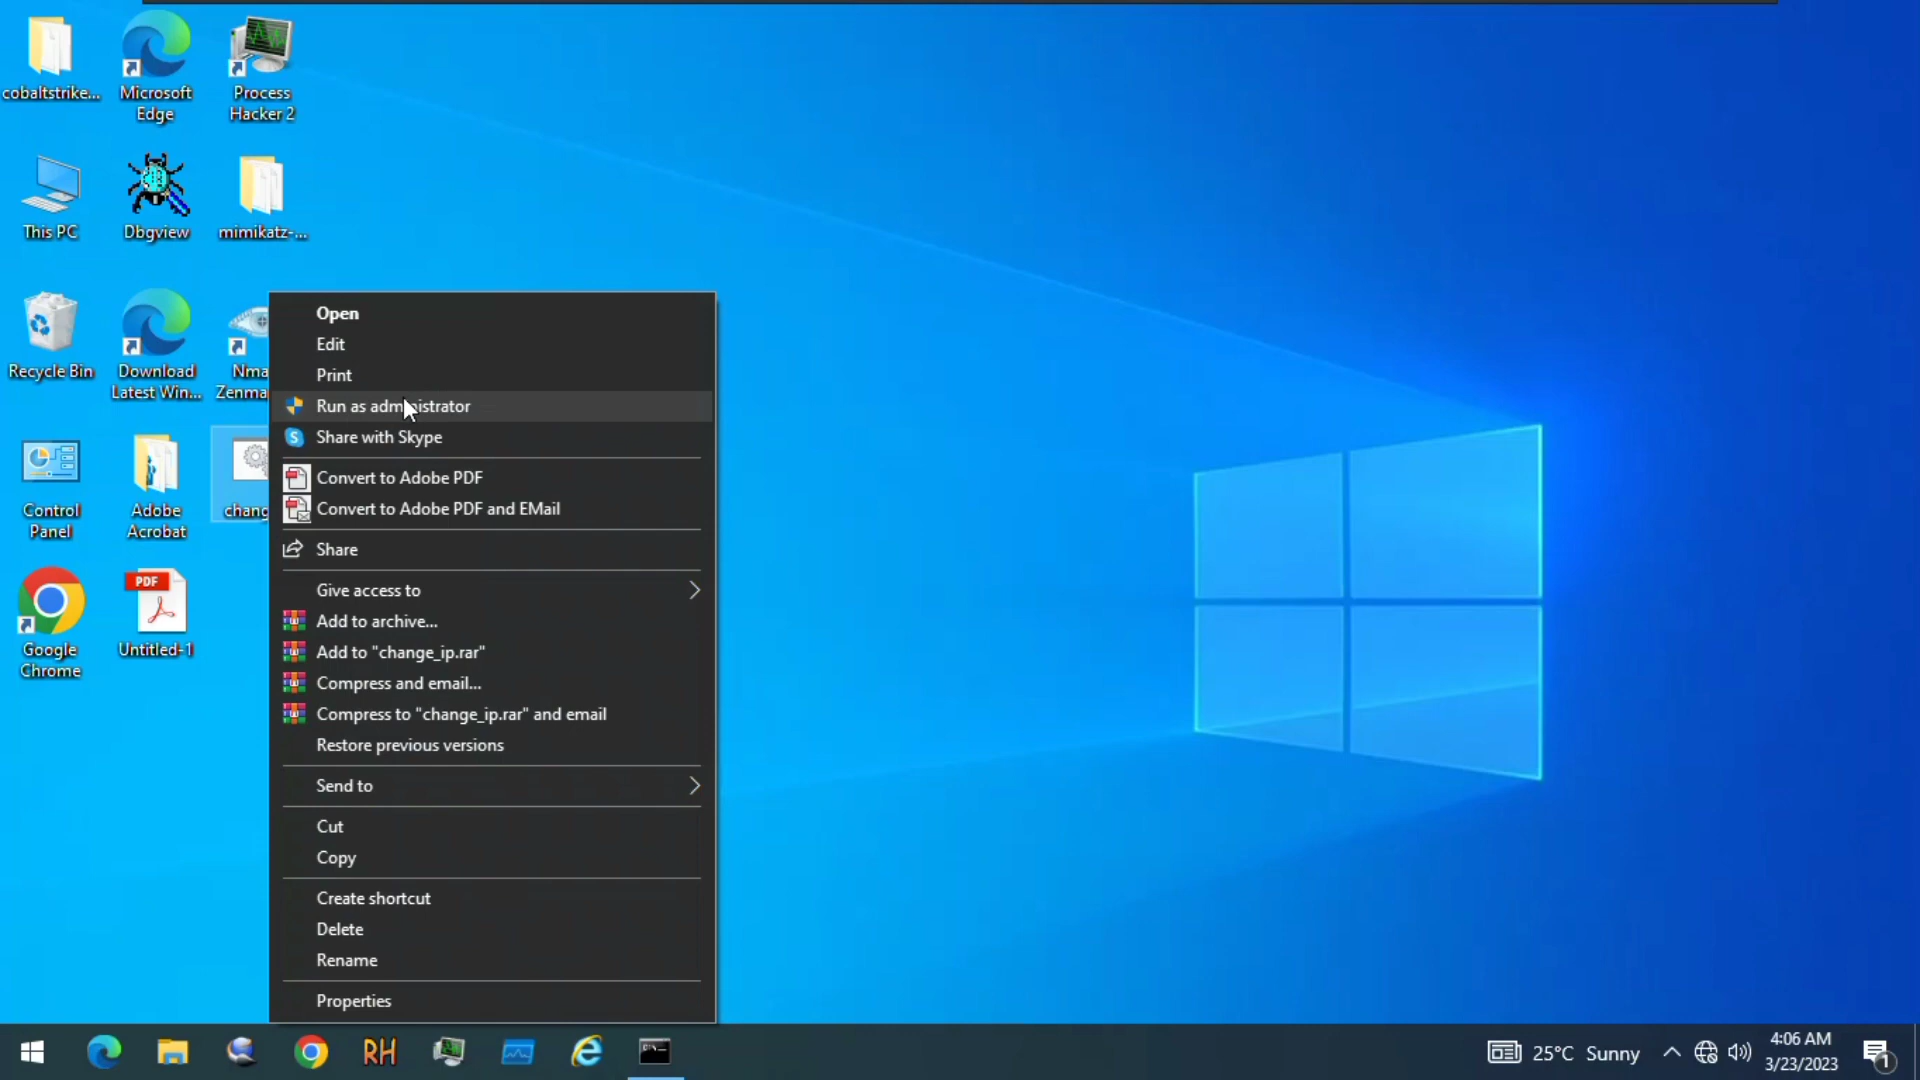 cobaltstrike...
Microsoft
Edge
Process
Hacker 2
This PC
Dbgview
mimikatz-...
Recycle Bin
Download
Latest Win...
Nma
Zenma
Control
Panel
Adobe
Acrobat
chang
Google
Chrome
PDF
Untitled-1
Open
Edit
Print
Run as administrator
Share with Skype
Convert to Adobe PDF
Convert to Adobe PDF and EMail
Share
Give access to
Add to archive...
Add to "change_ip.rar"
Compress and email...
Compress to "change_ip.rar" and email
Restore previous versions
Send to
Cut
Copy
Create shortcut
Delete
Rename
Properties
RH
25°C Sunny
4:06 AM
3/23/2023
1